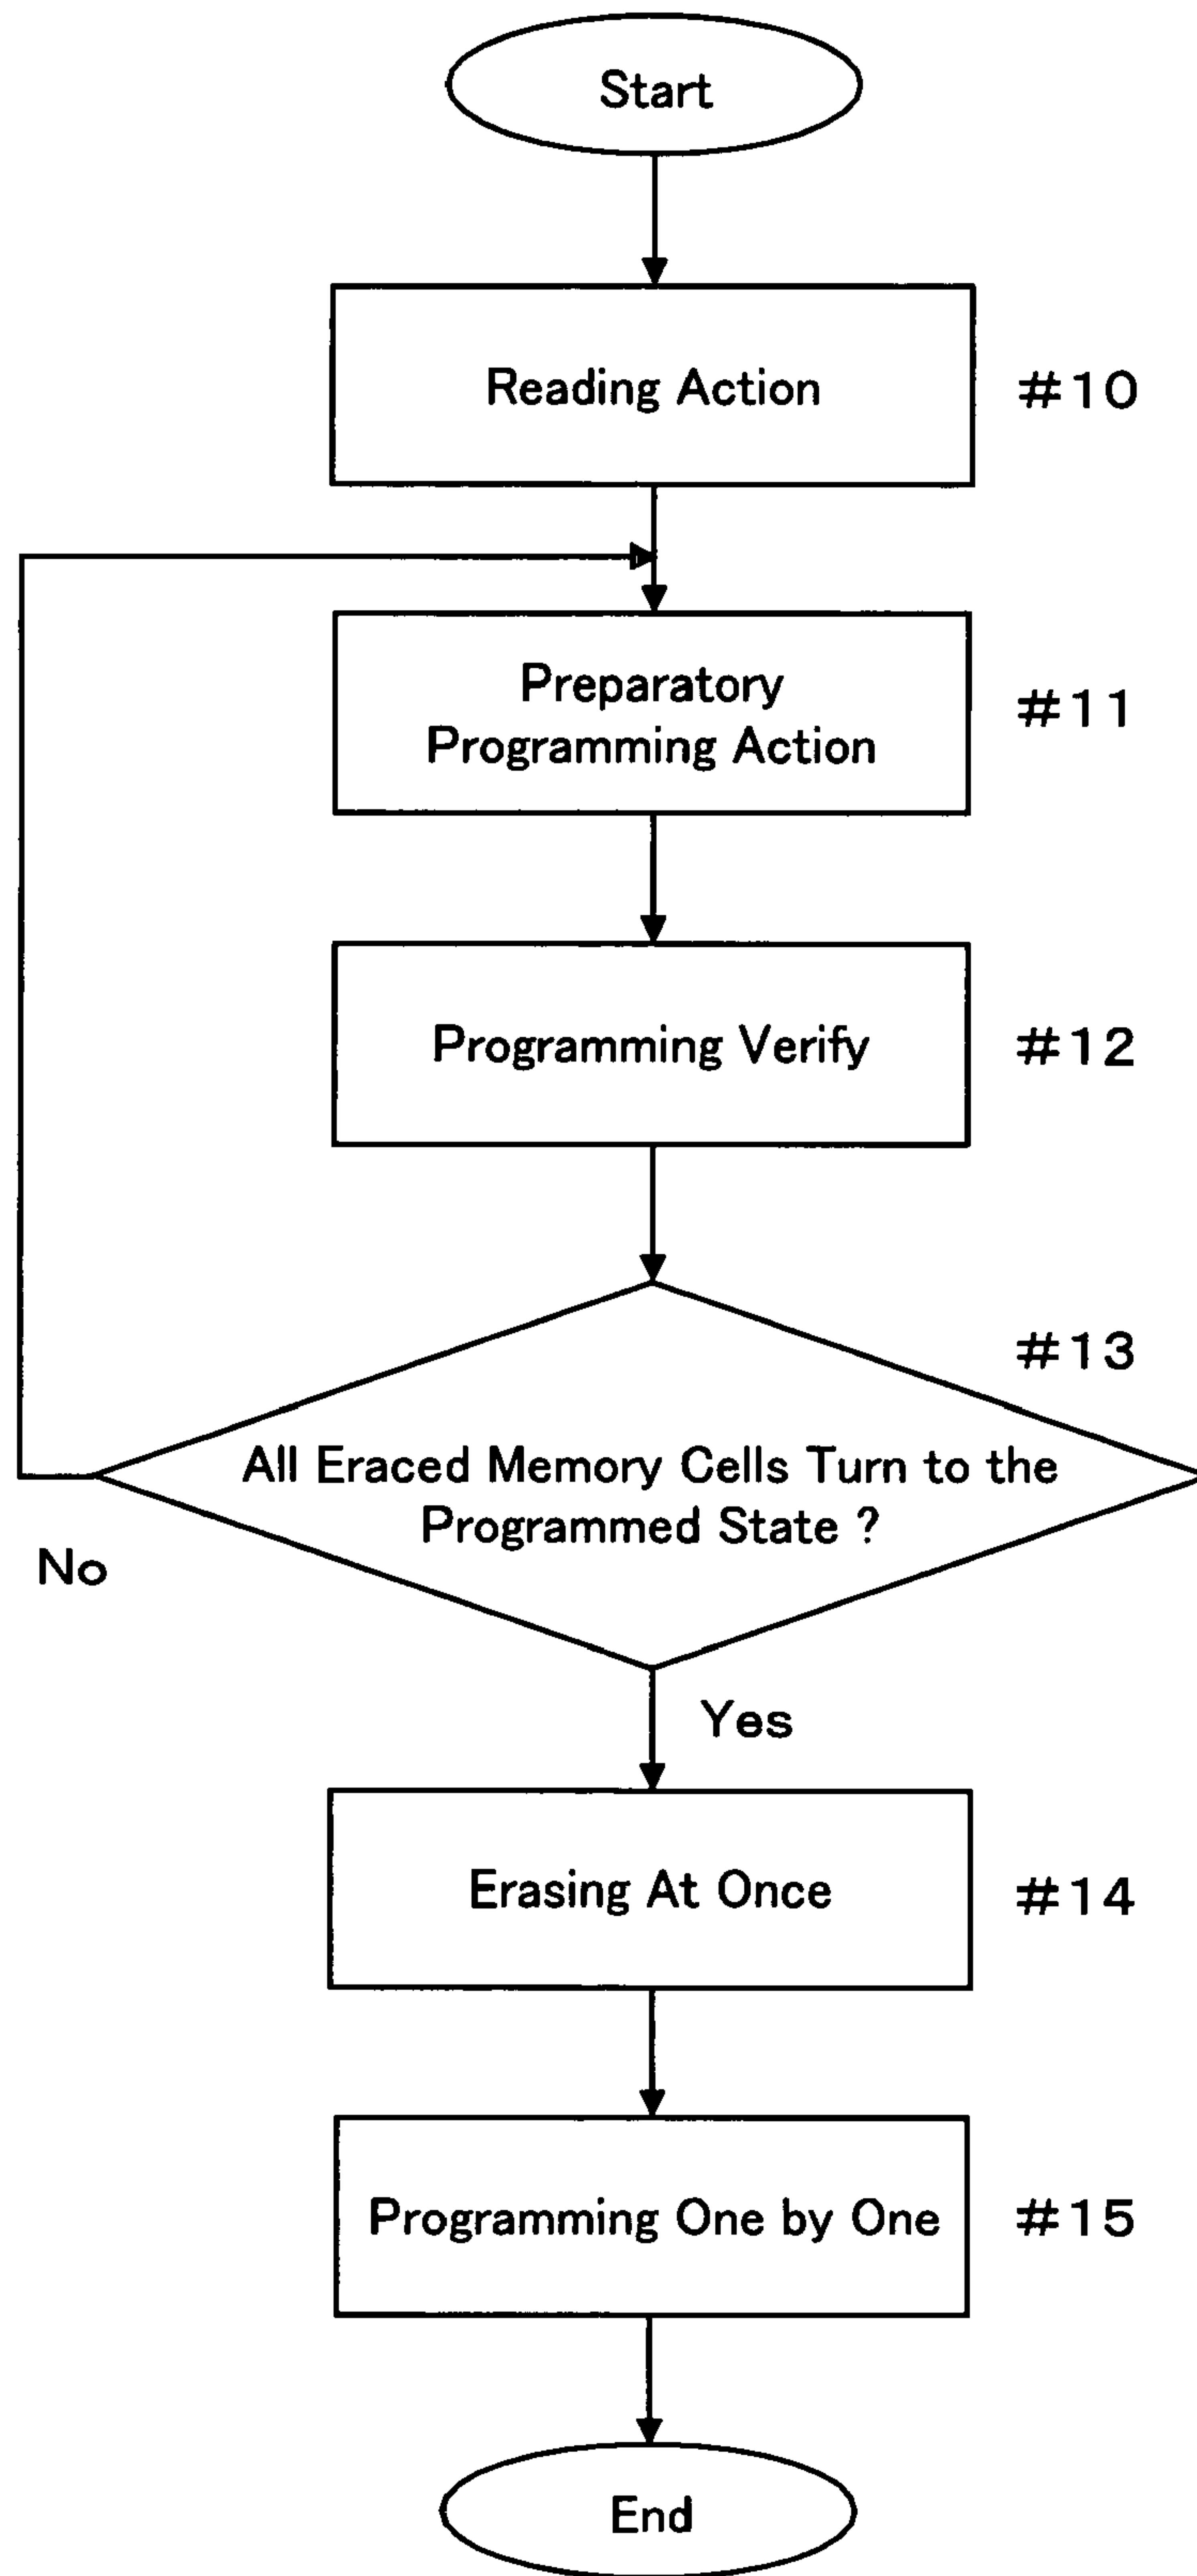 Start
Reading Action
#10
Preparatory
Programming Action
#11
Programming Verify
#12
#13
All Eraced Memory Cells Turn to the
Programmed State ?
No
Yes
Erasing At Once
#14
Programming One by One
#15
End